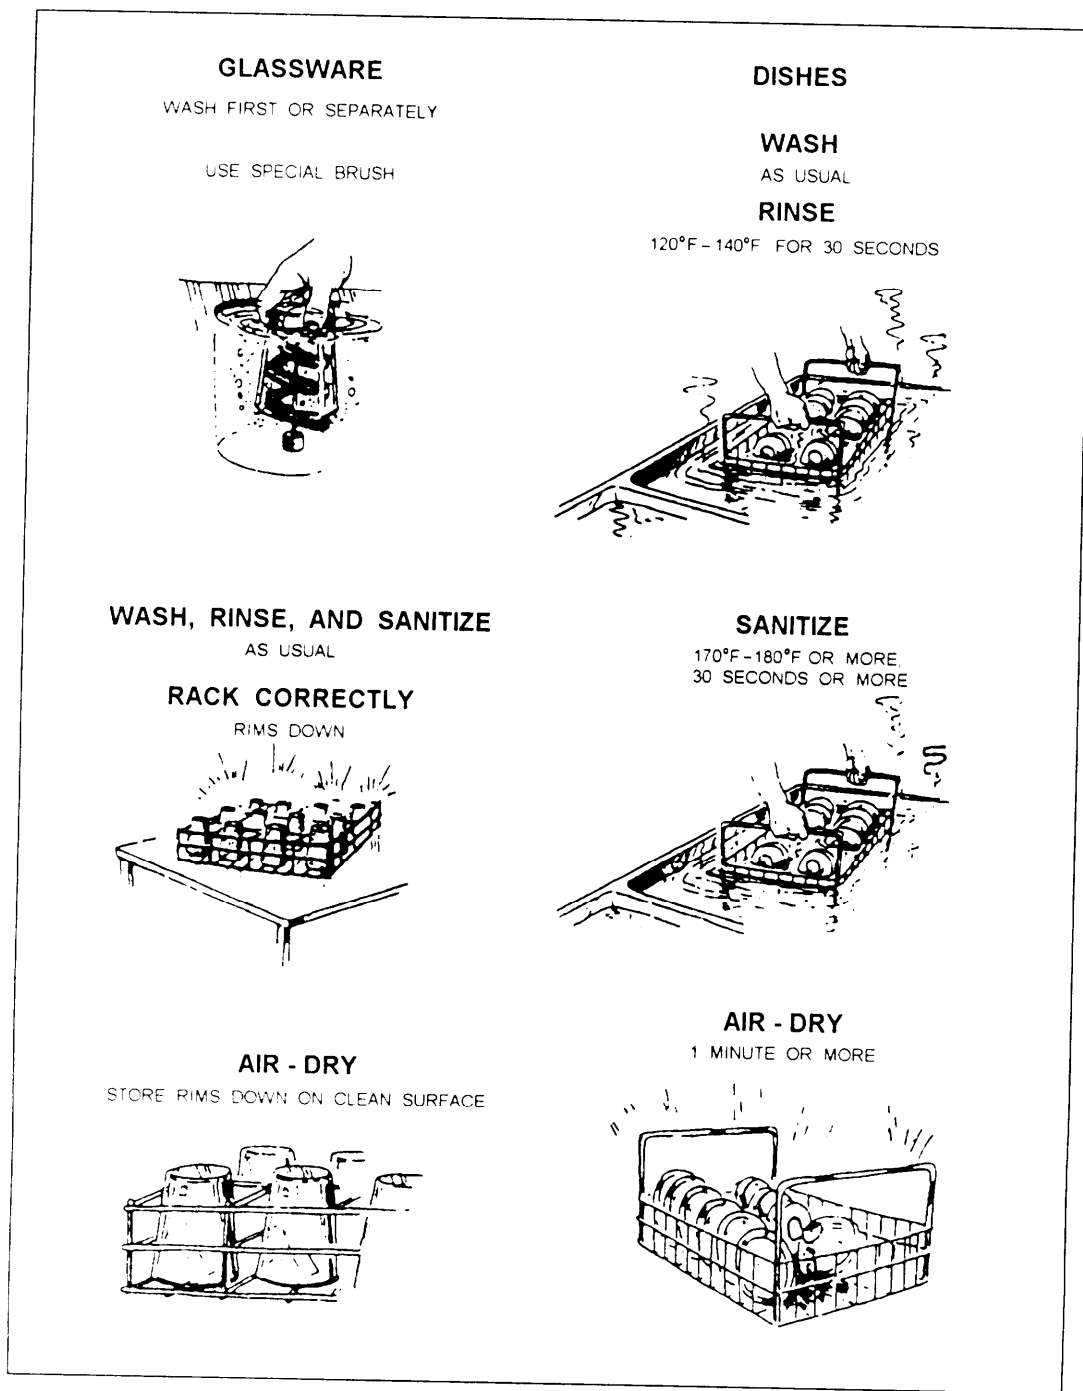 GLASSWARE
WASH FIRST OR SEPARATELY
USE SPECIAL BRUSH
WASH, RINSE, AND SANITIZE
AS USUAL
RACK CORRECTLY
RIMS DOWN
AIR - DRY
STORE RIMS DOWN ON CLEAN SURFACE
DISHES
WASH
AS USUAL
RINSE
120°F – 140°F FOR 30 SECONDS
SANITIZE
170°F – 180°F OR MORE,
30 SECONDS OR MORE
AIR - DRY
1 MINUTE OR MORE